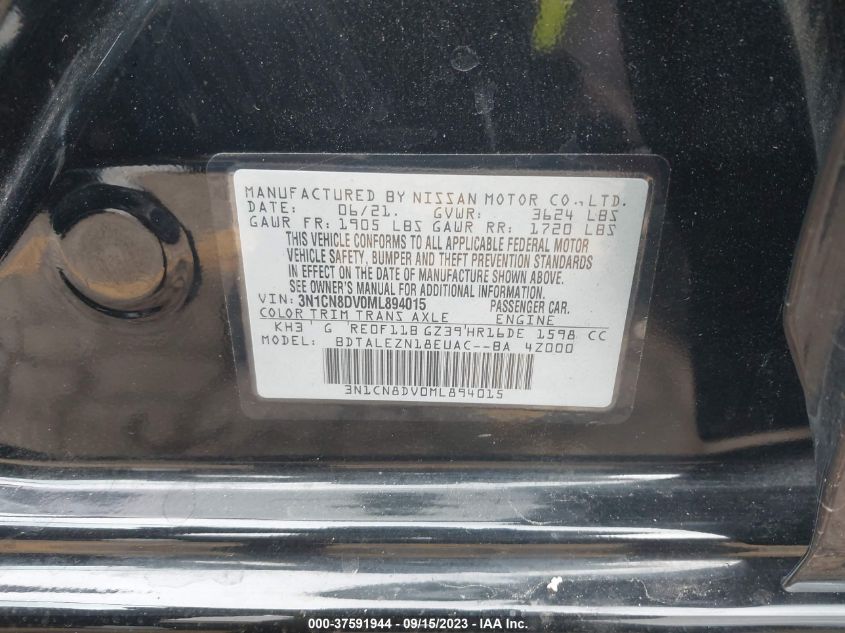 MANUFACTURED BY NISSAN MOTOR CO.,LTD.
DATE: 06/21. GVWR: 3624 LBS
GAWR FR: 1905 LBS GAWR RR: 1720 LBS
THIS VEHICLE CONFORMS TO ALL APPLICABLE FEDERAL MOTOR
VEHICLE SAFETY, BUMPER AND THEFT PREVENTION STANDARDS
IN EFFECT ON THE DATE OF MANUFACTURE SHOWN ABOVE.
SEE OWNER'S MANUAL FOR ADDITIONAL INFORMATION.
VIN: 3N1CN8DV0ML894015 PASSENGER CAR.
COLOR TRIM TRANS AXLE ENGINE
KH3' G 'RE0F11B GZ39'HR16DE 1598 CC
MODEL: BDTALEZN18EUAC--BA 4Z000
3N1CN8DV0ML894015
000-37591944 - 09/15/2023 - IAA Inc.